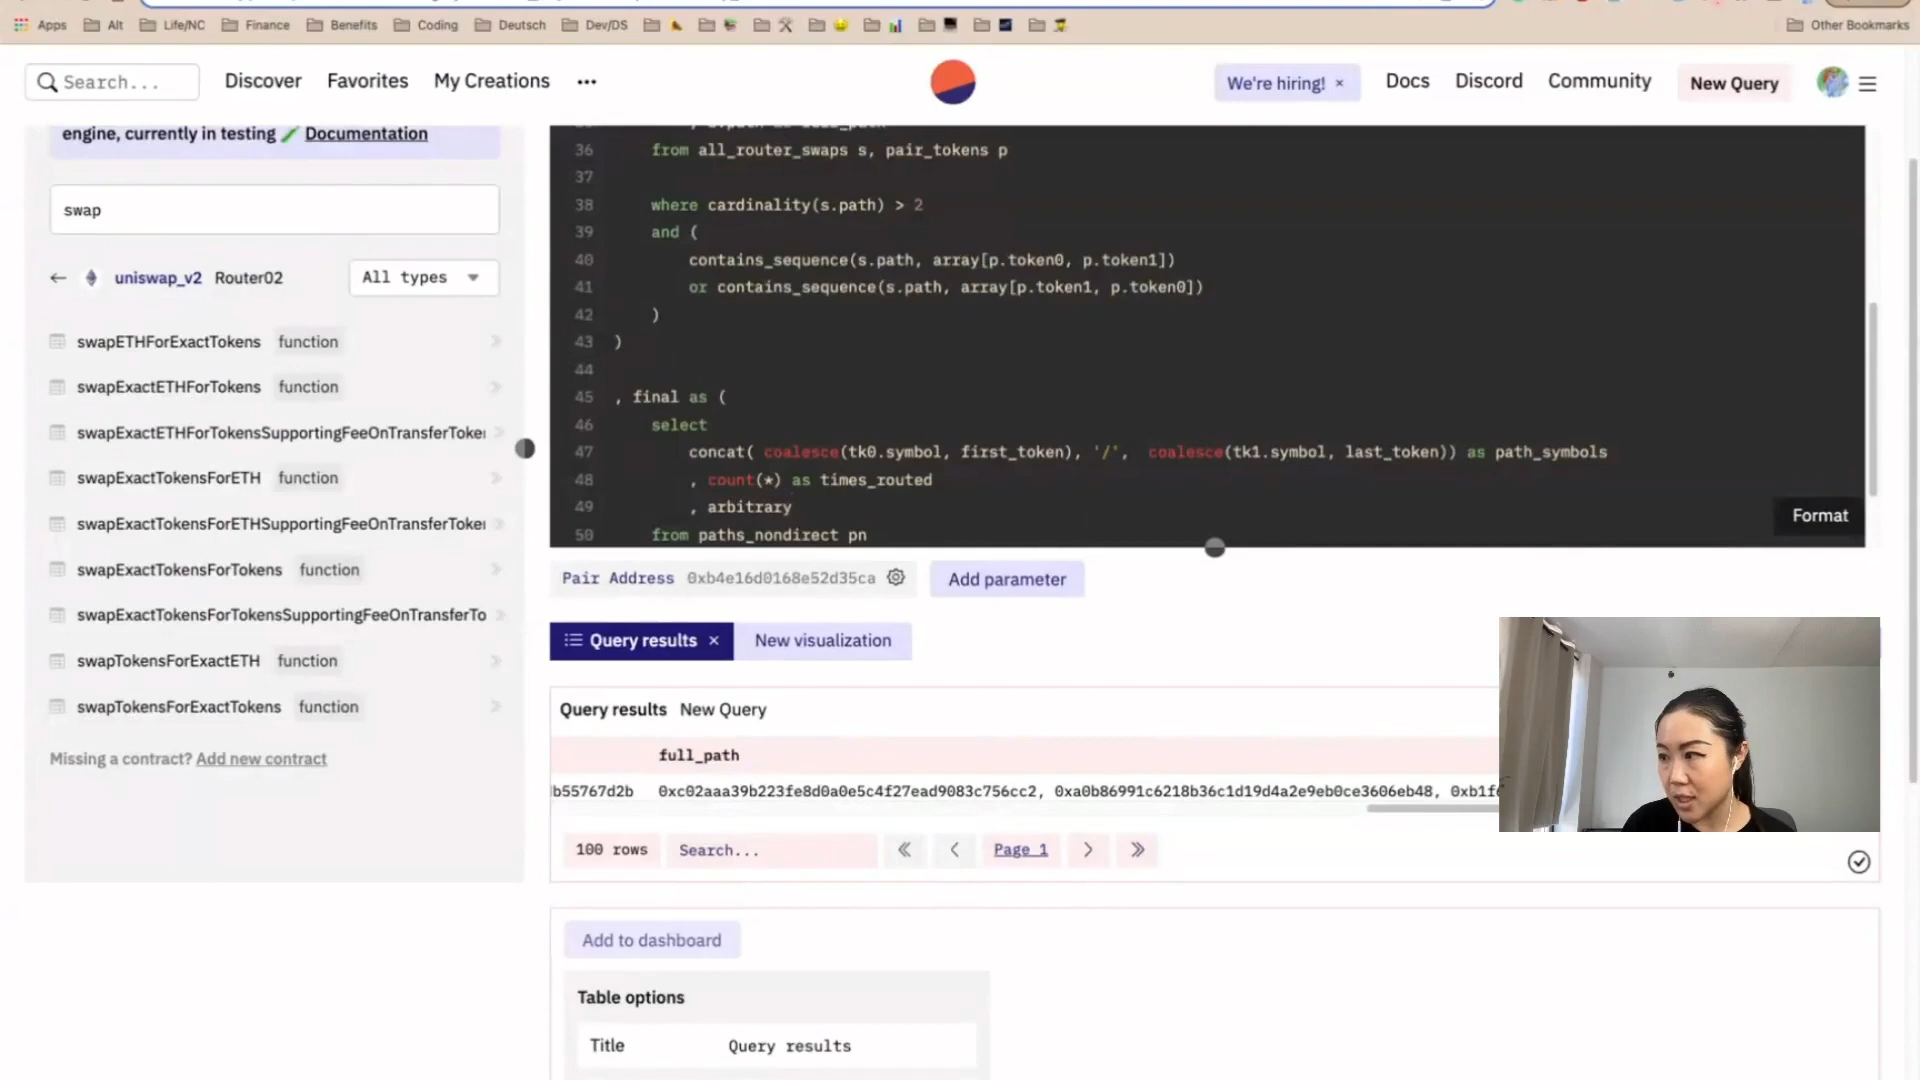 Apps Alt Life/NC Finance Benefits Coding Deutsch Dev/DS Other Bookmarks
Search... Discover Favorites My Creations ••• We're hiring! × Docs Discord Community New Query
engine, currently in testing Documentation
swap
uniswap_v2 Router02 All types
swapETHForExactTokens function
swapExactETHForTokens function
swapExactETHForTokensSupportingFeeOnTransferToke
swapExactTokensForETH function
swapExactTokensForETHSupportingFeeOnTransferToke
swapExactTokensForTokens function
swapExactTokensForTokensSupportingFeeOnTransferTo
swapTokensForExactETH function
swapTokensForExactTokens function
Missing a contract? Add new contract
36 from all_router_swaps s, pair_tokens p
37
38 where cardinality(s.path) > 2
39 and (
40 contains_sequence(s.path, array[p.token0, p.token1])
41 or contains_sequence(s.path, array[p.token1, p.token0])
42 )
43 )
44
45 , final as (
46 select
47 concat( coalesce(tk0.symbol, first_token), '/', coalesce(tk1.symbol, last_token)) as path_symbols
48 , count(*) as times_routed
49 , arbitrary
50 from paths_nondirect pn
Format
Pair Address 0xb4e16d0168e52d35ca Add parameter
Query results × New visualization
Query results New Query
full_path
b55767d2b 0xc02aaa39b223fe8d0a0e5c4f27ead9083c756cc2, 0xa0b86991c6218b36c1d19d4a2e9eb0ce3606eb48, 0xb1f
100 rows Search... Page 1
Add to dashboard
Table options
Title Query results